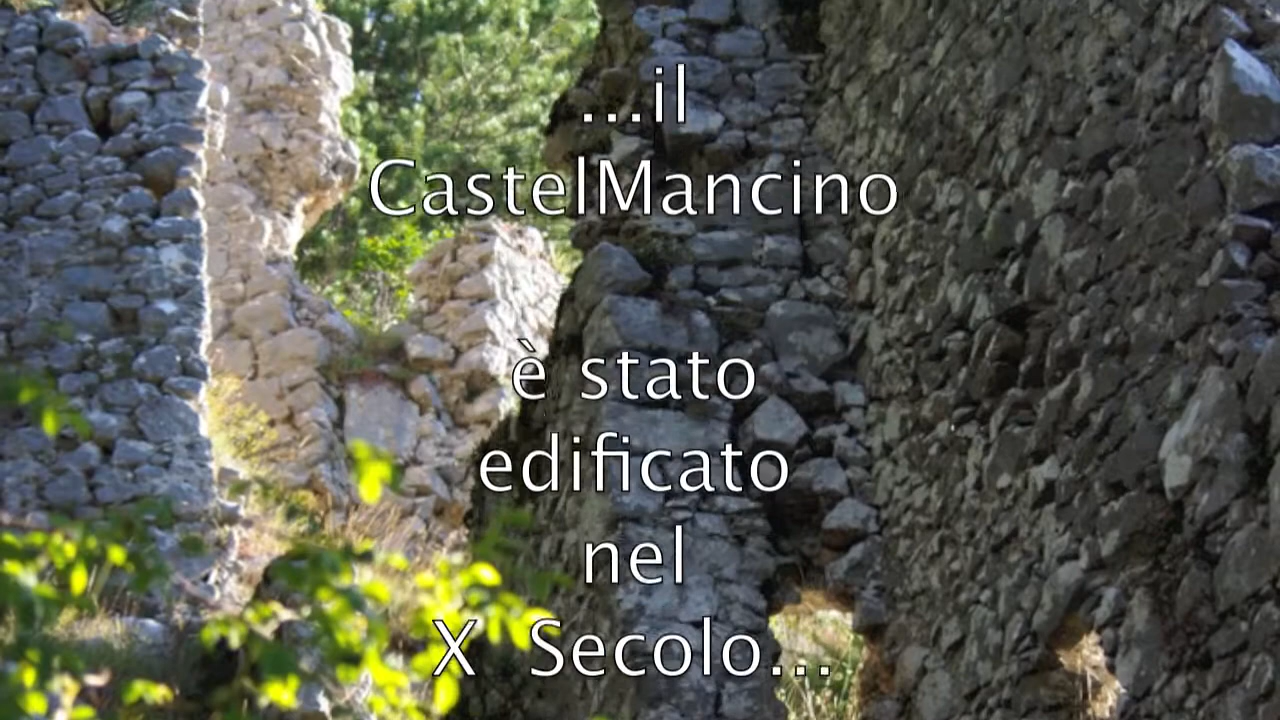 ...il
CastelMancino
è stato
edificato
nel
X Secolo...